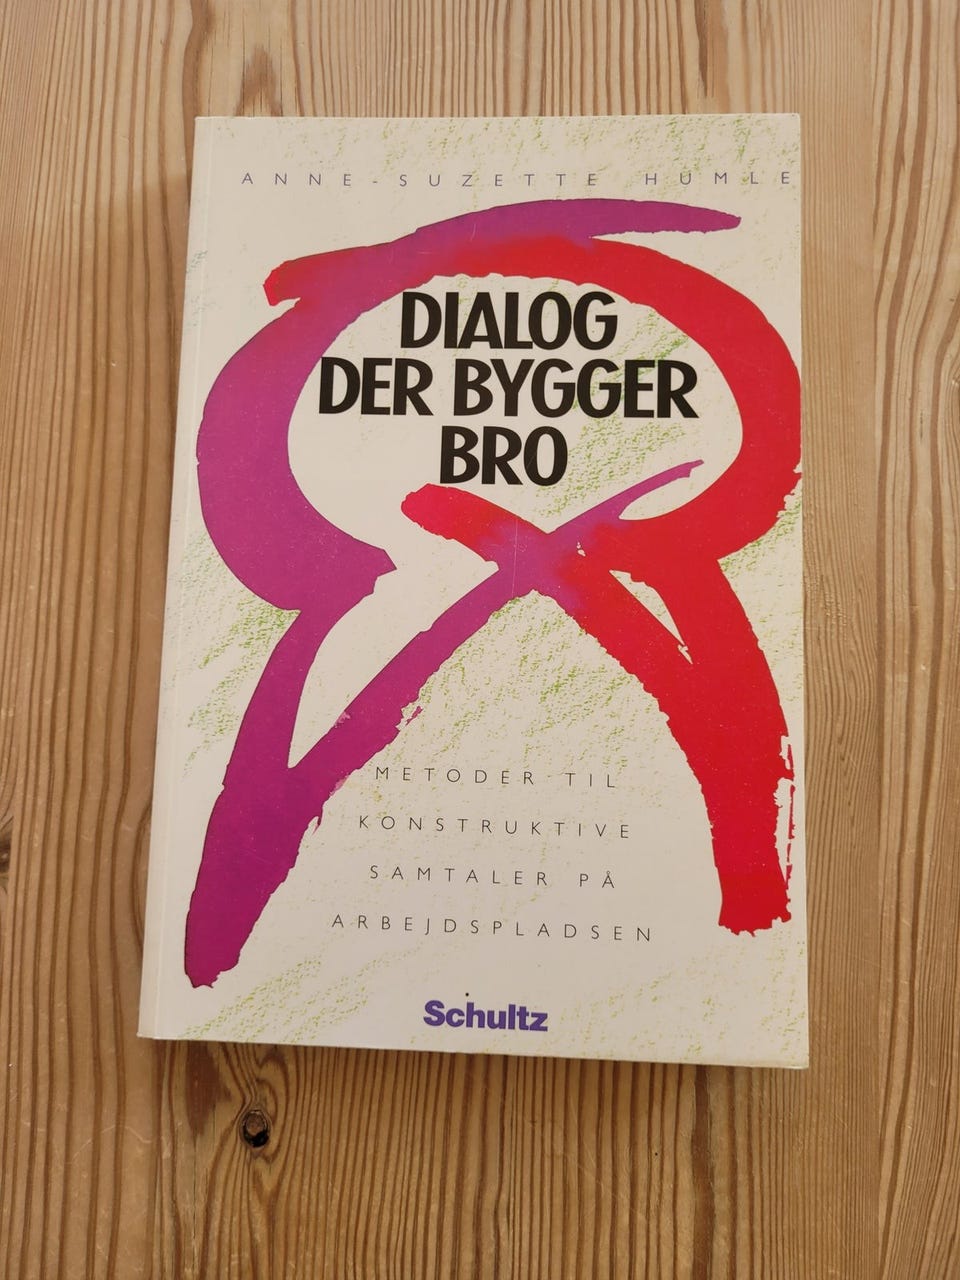 ANNE-SUZETTE HUMLE
DIALOG
DER BYGGER
BRO
METODER TIL
KONSTRUKTIVE
SAMTALER PÅ
ARBEJDSPLADSEN
Schultz